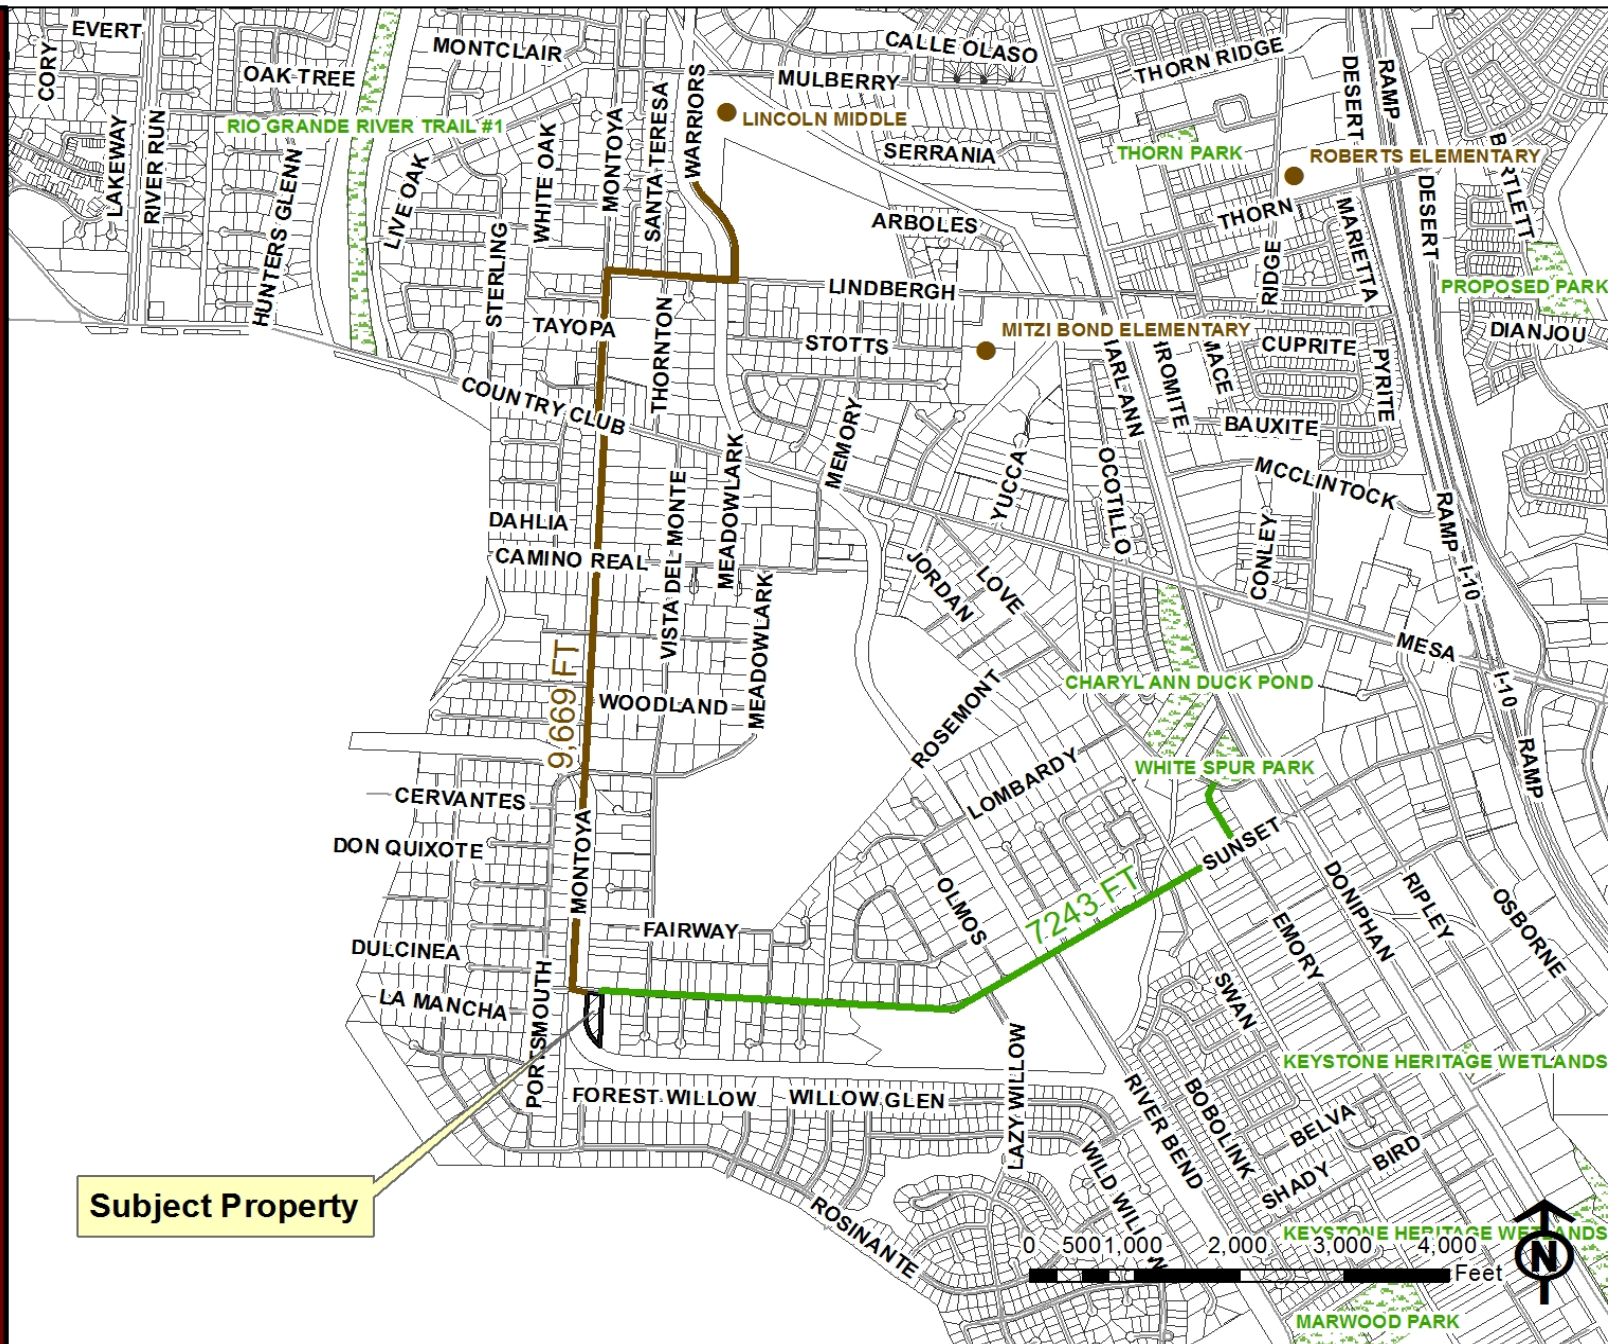 EVERT
CORY
OAK TREE
MONTCLAIR
CALLE OLASO
MULBERRY
THORN RIDGE
DESERT
RAMP
LAKEWAY
RIVER RUN
RIO GRANDE RIVER TRAIL #1
HUNTERS GLENN
LIVE OAK
WHITE OAK
MONTOYA
SANTA TERESA
WARRIORS
LINCOLN MIDDLE
SERRANIA
THORN PARK
ROBERTS ELEMENTARY
STERLING
ARBOLES
THORN
MARIETTA
DESERT
RIDGE
LINDBERGH
PROPOSED PARK
TAYOPA
THORNTON
STOTTS
MITZI BOND ELEMENTARY
CUPRITE
PYRITE
DIANJOU
COUNTRY CLUB
MEMORY
BAUXITE
MEADOWLARK
YUCCA
OCOTILLO
MCCLINTOCK
RAMP
DAHLIA
VISTA DEL MONTE
CONLEY
CAMINO REAL
MEADOWLARK
JORDAN
LOVE
I-10
MESA
9,669 FT
WOODLAND
ROSEMONT
CHARYL ANN DUCK POND
I-10
RAMP
CERVANTES
LOMBARDY
WHITE SPUR PARK
DON QUIXOTE
MONTOYA
SUNSET
OLMOS
7243 FT
DONIPHAN
RIPLEY
OSBORNE
FAIRWAY
EMORY
DULCINEA
LA MANCHA
PORTSMOUTH
SWAN
KEYSTONE HERITAGE WETLANDS
FOREST WILLOW
WILLOW GLEN
LAZY WILLOW
RIVER BEND
BOBOLINK
BELVA
BIRD
SHADY
Subject Property
ROSINANTE
WILD
KEYSTONE HERITAGE WETLANDS
0 500 1,000 2,000 3,000 4,000
Feet
N
MARWOOD PARK